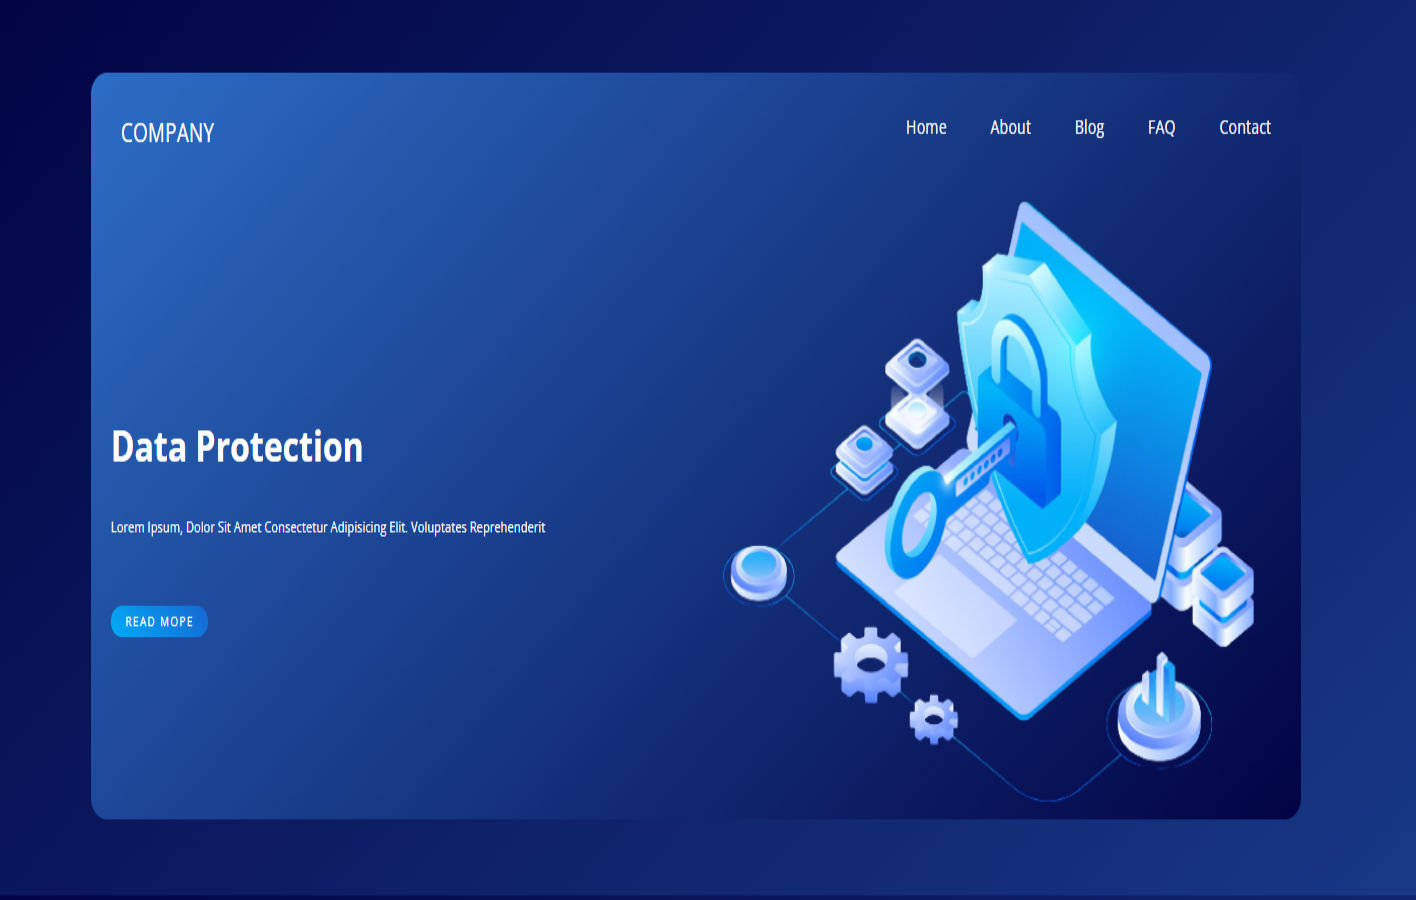 COMPANY
Home About Blog FAQ Contact
Data Protection
Lorem Ipsum, Dolor Sit Amet Consectetur Adipisicing Elit. Voluptates Reprehenderit
READ MOPE